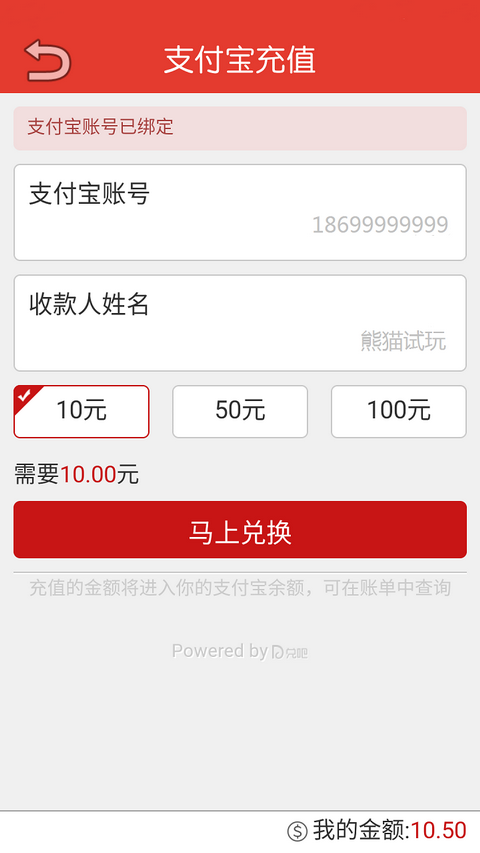 支付宝充值
支付宝账号已绑定
支付宝账号
18699999999
收款人姓名
熊猫试玩
10元
50元
100元
需要10.00元
马上兑换
充值的金额将进入你的支付宝余额，可在账单中查询
Powered by 兑吧
我的金额:10.50